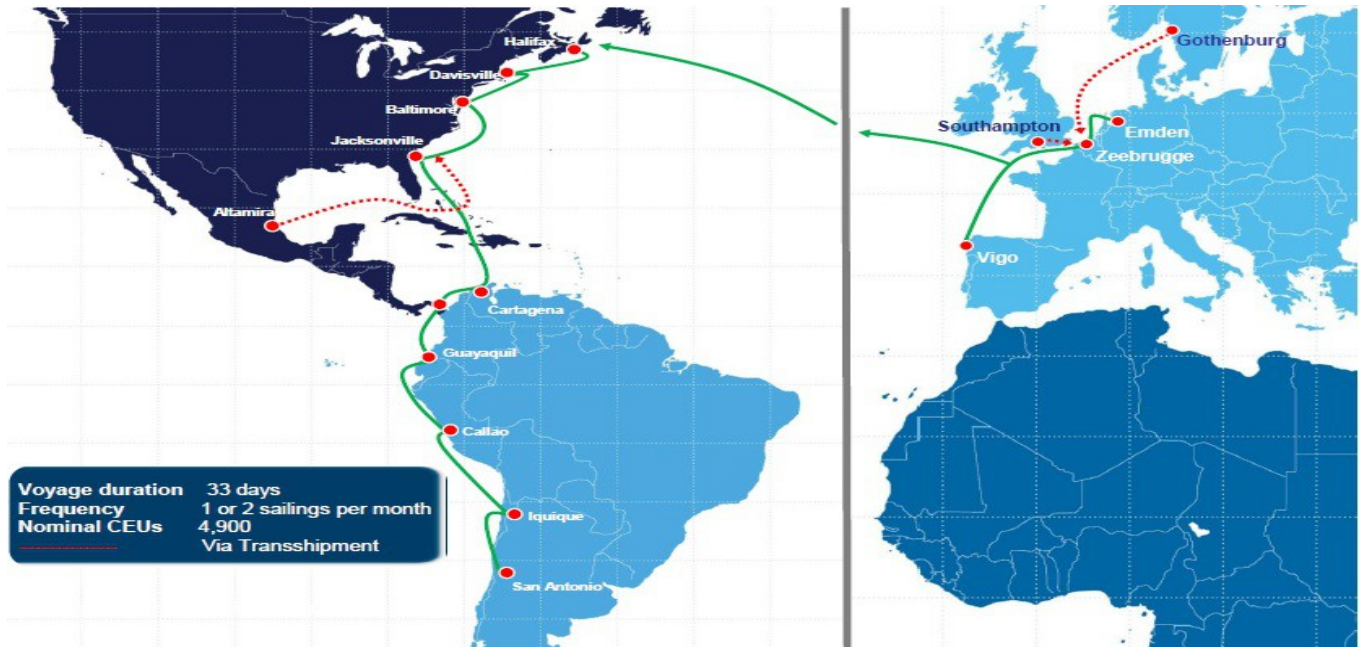 Halifax
Davisville
Baltimore
Jacksonville
Altamira
Cartagena
Guayaquil
Callao
Iquique
San Antonio
Voyage duration 33 days
Frequency 1 or 2 sailings per month
Nominal CEUs 4,900
Via Transshipment
Gothenburg
Southampton
Emden
Zeebrugge
Vigo